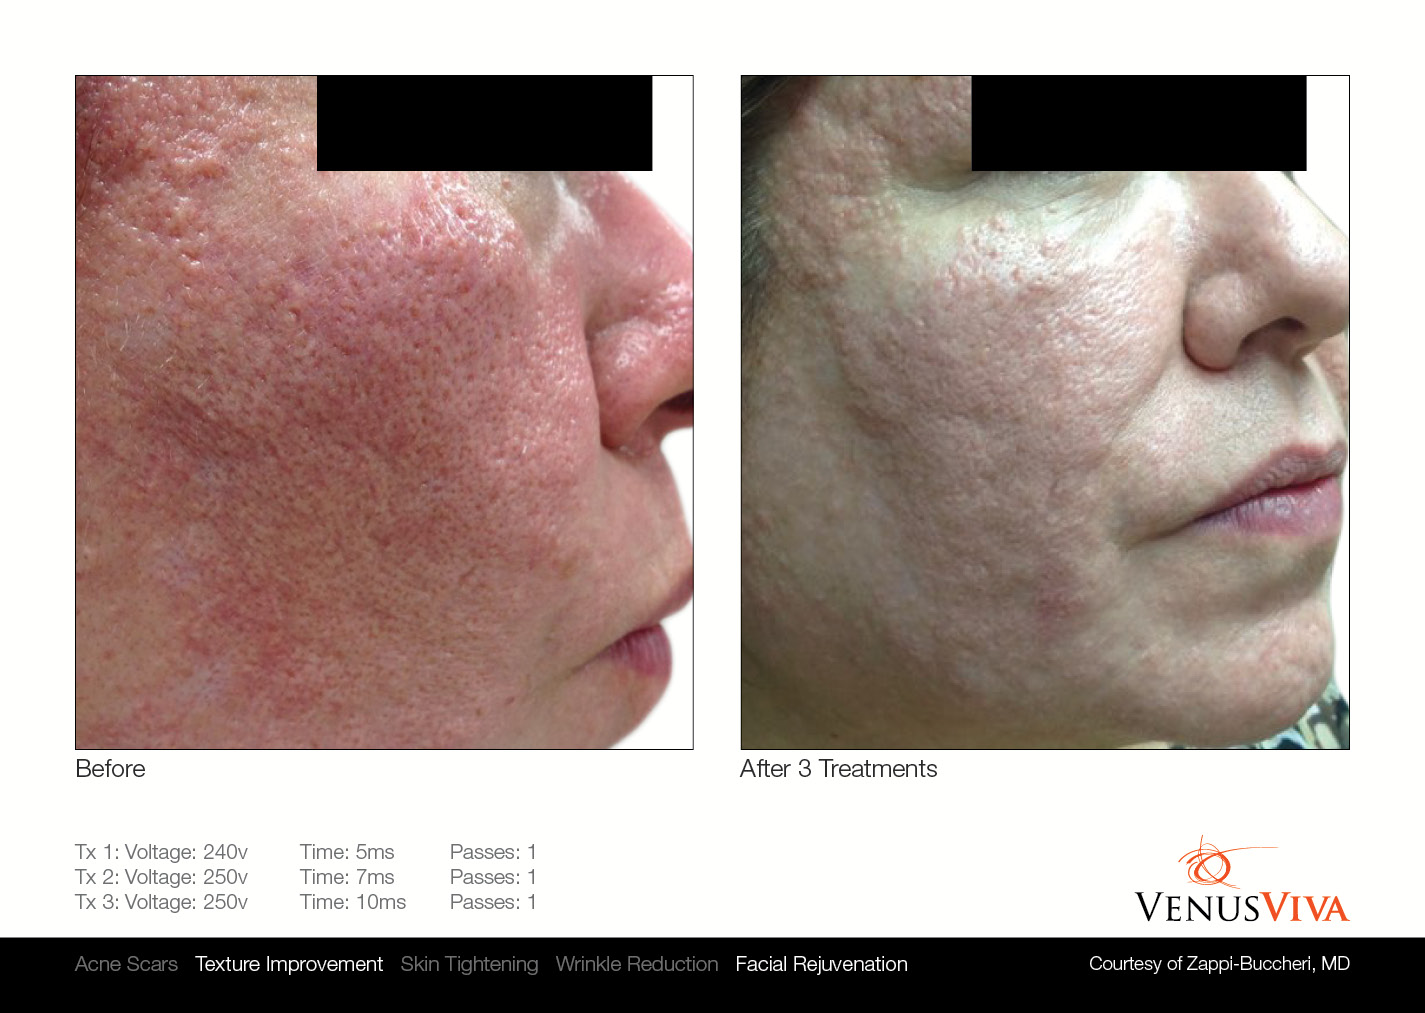 Before
After 3 Treatments
Tx 1: Voltage: 240v Time: 5ms Passes: 1
Tx 2: Voltage: 250v Time: 7ms Passes: 1
Tx 3: Voltage: 250v Time: 10ms Passes: 1
VENUSVIVA
Acne Scars Texture Improvement Skin Tightening Wrinkle Reduction Facial Rejuvenation Courtesy of Zappi-Buccheri, MD